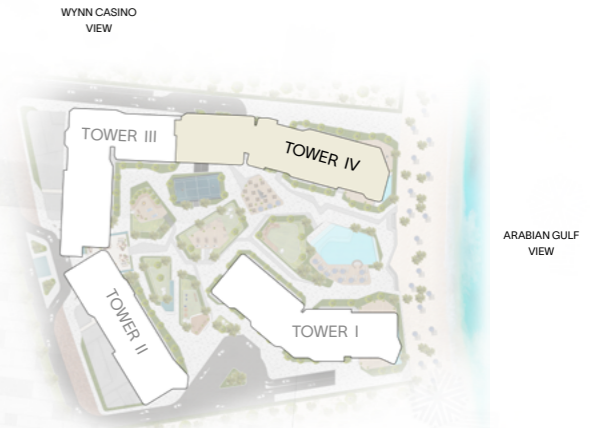 WYNN CASINO
VIEW
TOWER III
TOWER IV
ARABIAN GULF
VIEW
TOWER II
TOWER I